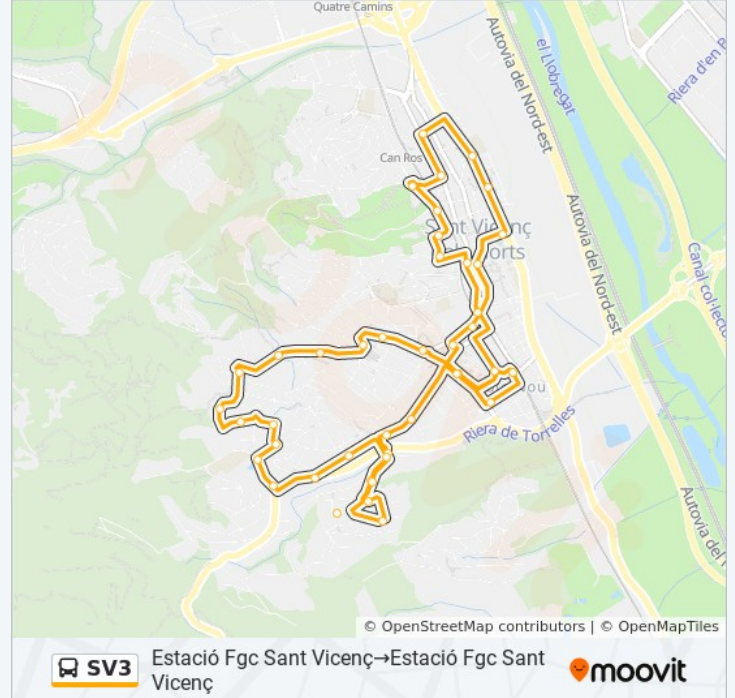 Quatre Camins
Autovia del Nord-est
el Llobregat
Riera d'en
Can Ros
Sant Vicenç
Horts
Autovia del Nord-est
Canal col·lecto
ou
Riera de Torrelles
Autovia del
© OpenStreetMap contributors | © OpenMapTiles
SV3
Estació Fgc Sant Vicenç→Estació Fgc Sant
Vicenç
moovit